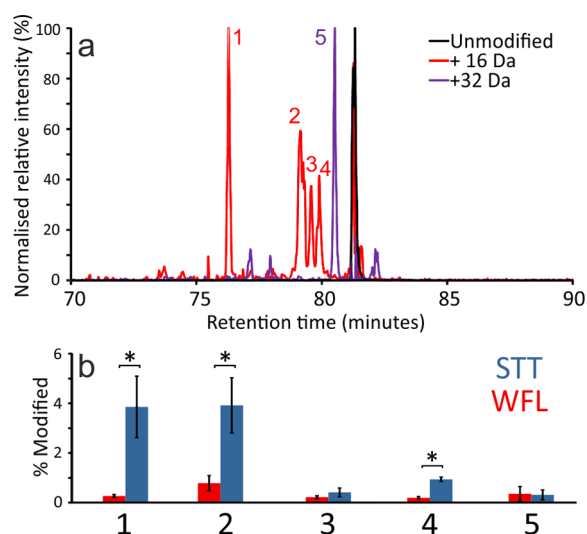 a
Normalised relative intensity (%)
100
80
60
40
20
0
1
2
3
4
5
Unmodified
+ 16 Da
+32 Da
70 75 80 85 90
Retention time (minutes)
b
% Modified
6
4
2
0
*
*
*
STT
WFL
1 2 3 4 5